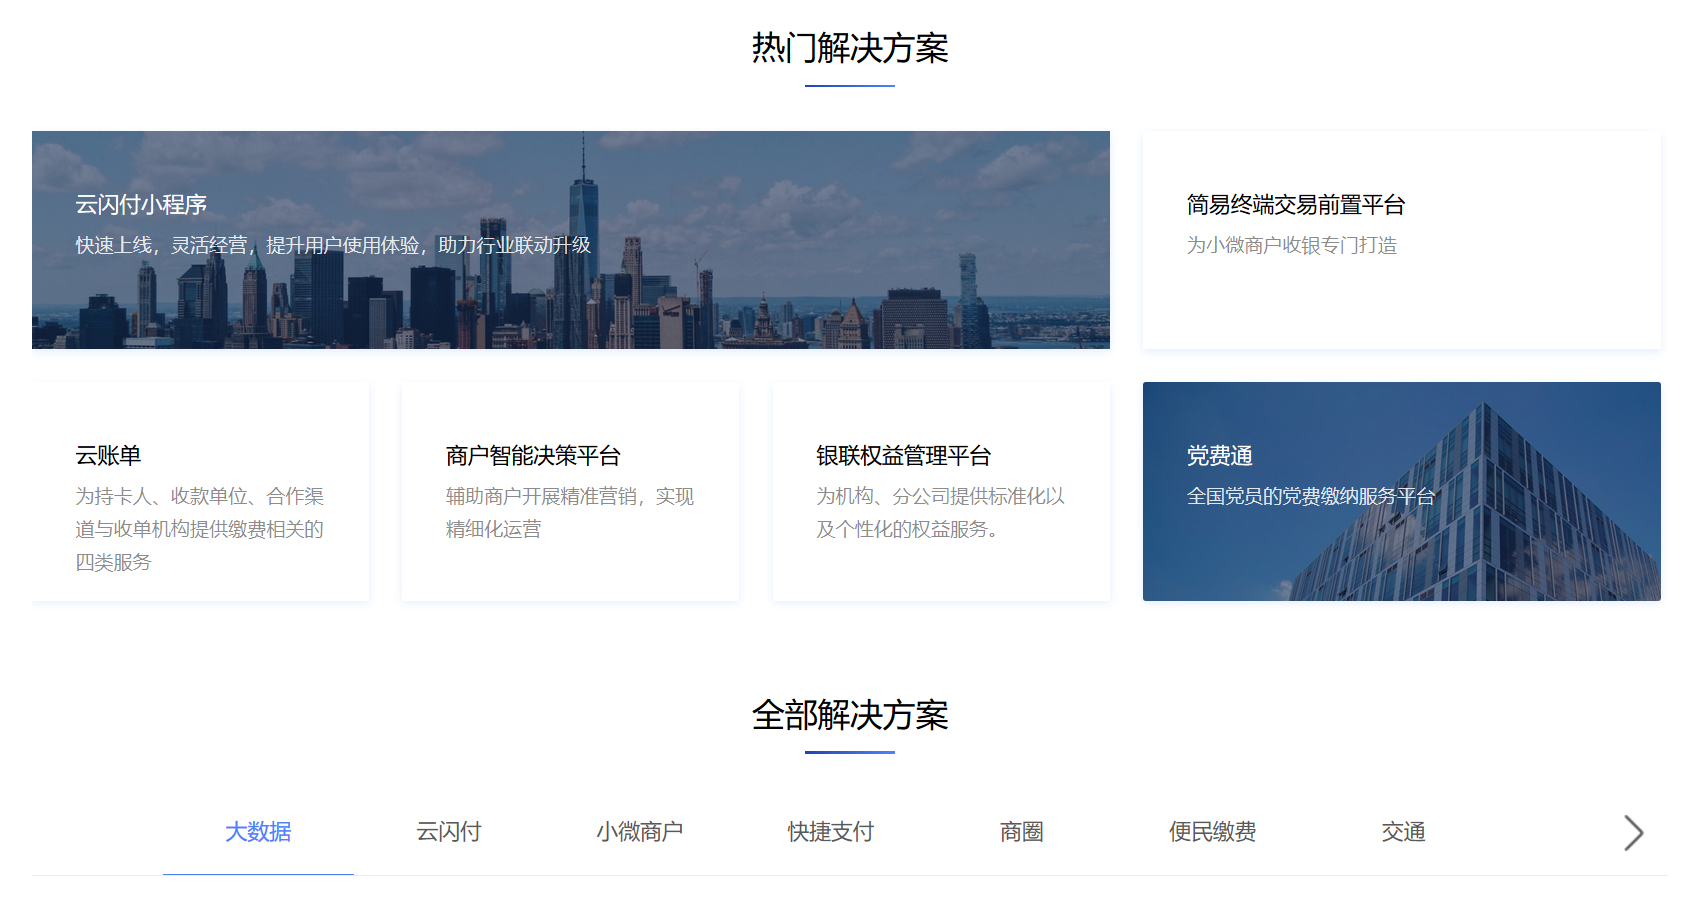 热门解决方案
云闪付小程序
快速上线，灵活经营，提升用户使用体验，助力行业联动升级
简易终端交易前置平台
为小微商户收银专门打造
云账单
为持卡人、收款单位、合作渠
道与收单机构提供缴费相关的
四类服务
商户智能决策平台
辅助商户开展精准营销，实现
精细化运营
银联权益管理平台
为机构、分公司提供标准化以
及个性化的权益服务。
党费通
全国党员的党费缴纳服务平台
全部解决方案
大数据
云闪付
小微商户
快捷支付
商圈
便民缴费
交通